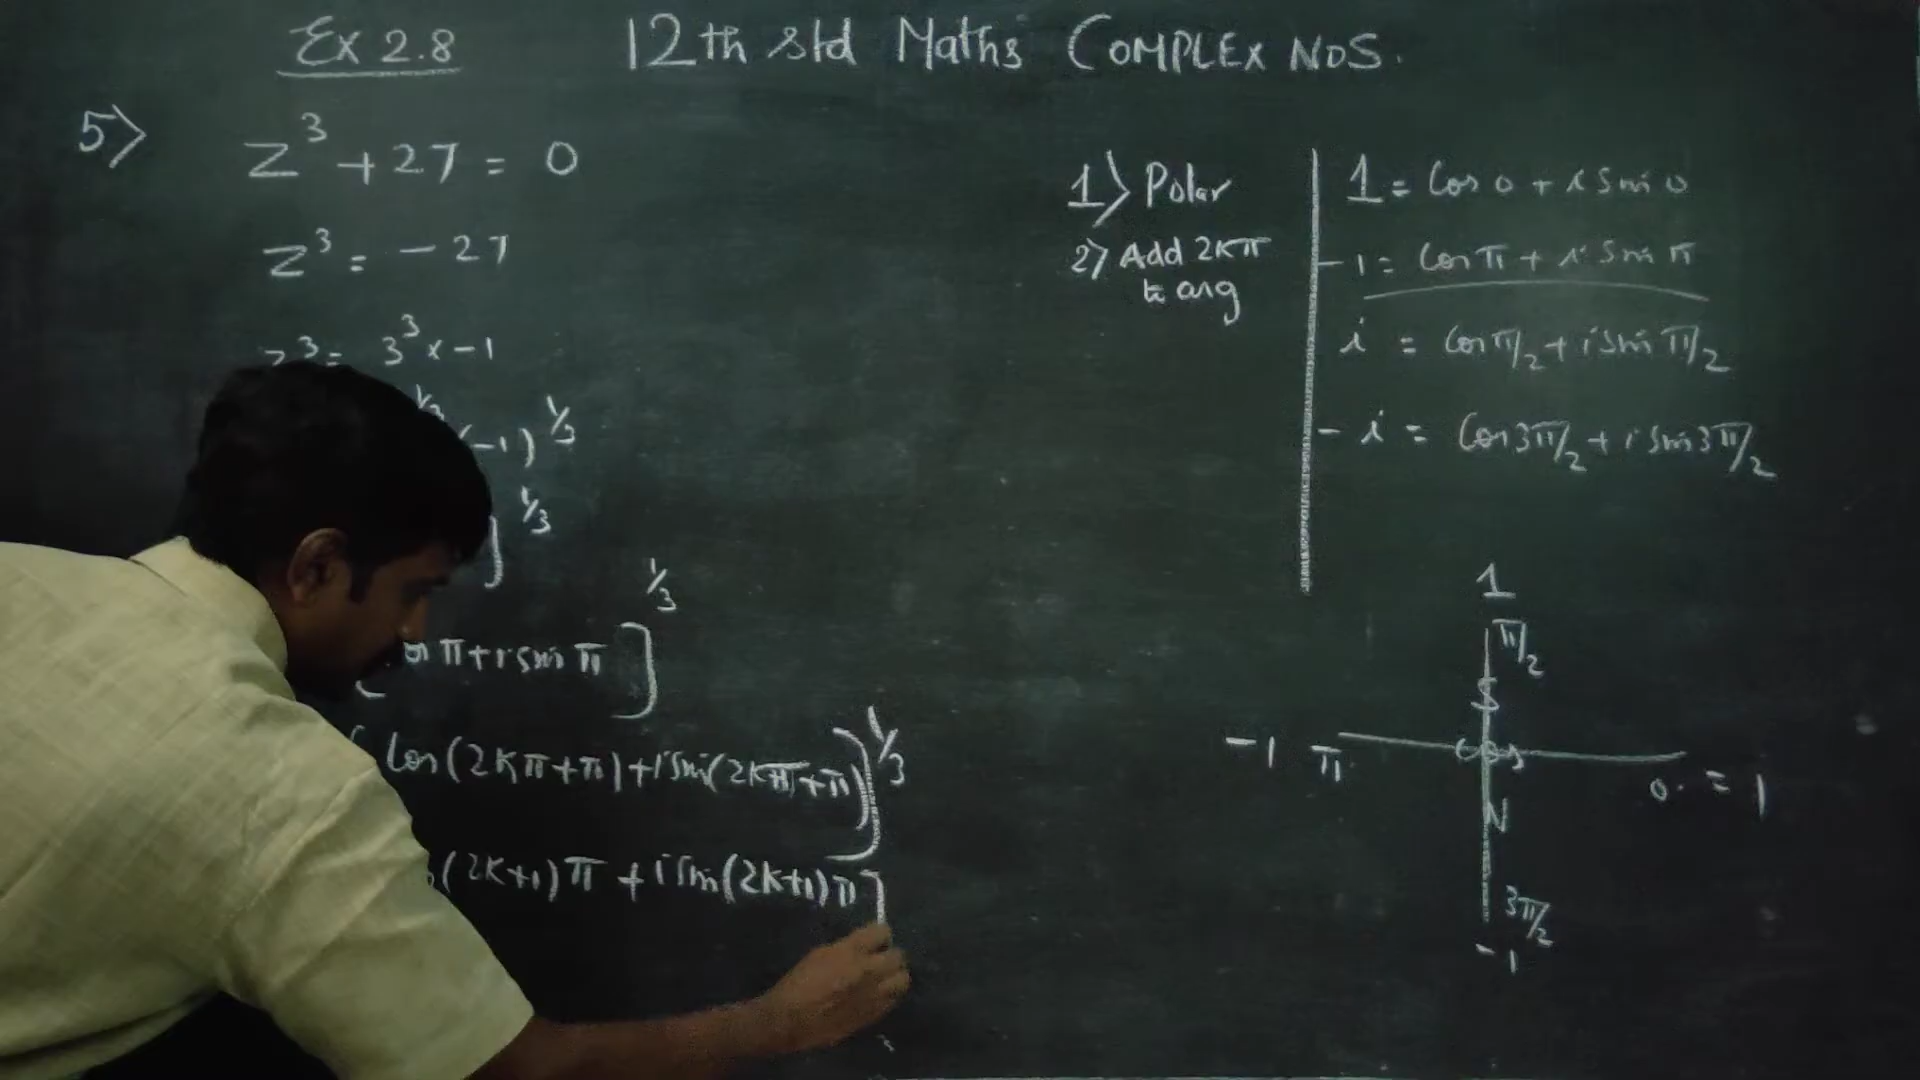 Ex 2.8 12th std Maths COMPLEX NOS.
5) z³ + 27 = 0
z³ = - 27
z³ = 3³ x -1
(-1)^1/3
]^1/3
cos π + i sin π ]^1/3
cos (2kπ+π) + i sin (2kπ+π) ]^1/3
(2k+1) π + i sin (2k+1) π ]
1) Polar
2) Add 2kπ
to arg
1 = cos 0 + i sin 0
-1 = cos π + i sin π
i = cos π/2 + i sin π/2
- i = cos 3π/2 + i sin 3π/2
1
π/2
S
-1 π cos 0 = 1
N
3π/2
-1